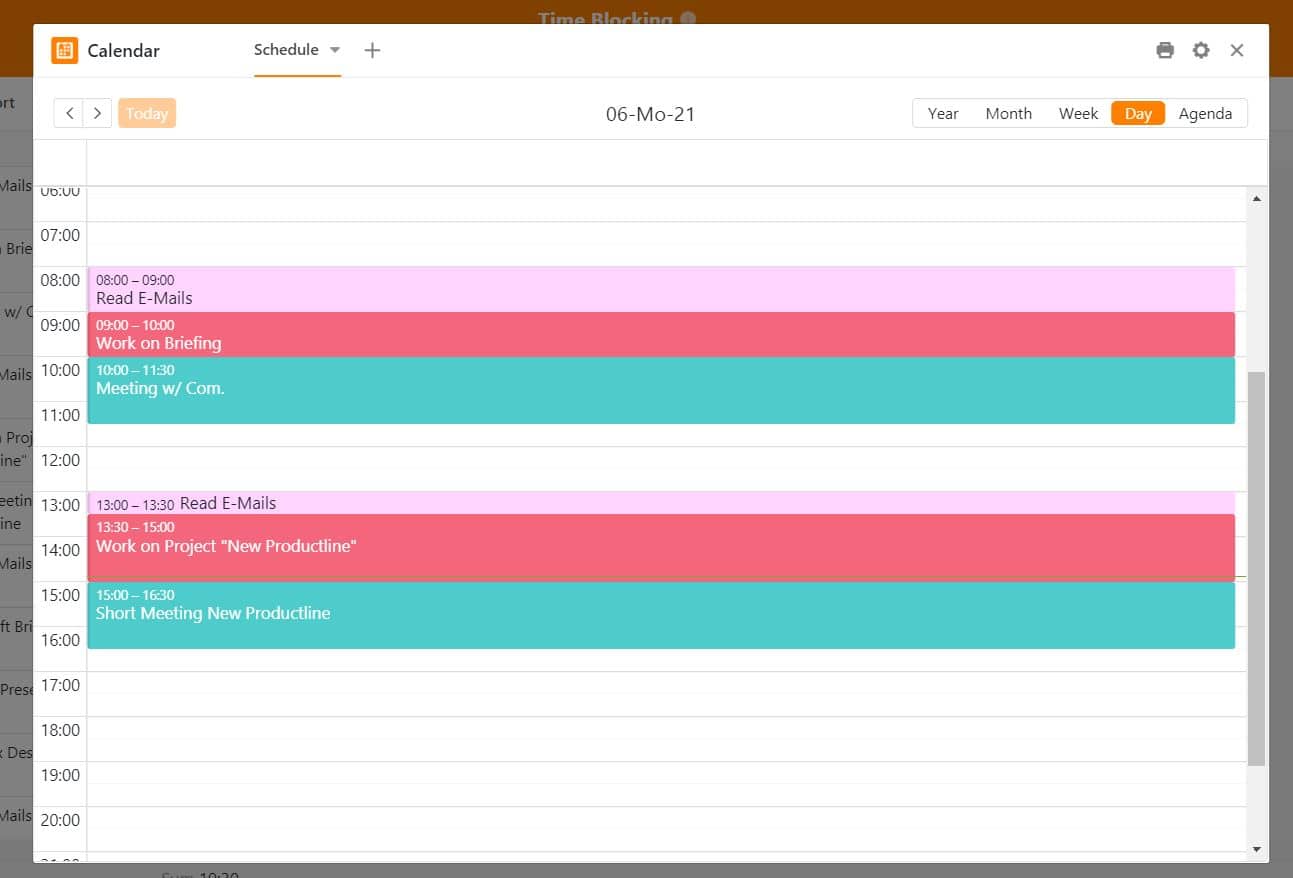 Time Blocking
Calendar
Schedule
Today
06-Mo-21
Year
Month
Week
Day
Agenda
06:00
07:00
08:00
08:00 – 09:00
Read E-Mails
09:00
09:00 – 10:00
Work on Briefing
10:00
10:00 – 11:30
Meeting w/ Com.
11:00
12:00
13:00
13:00 – 13:30 Read E-Mails
13:30 – 15:00
14:00
Work on Project "New Productline"
15:00
15:00 – 16:30
Short Meeting New Productline
16:00
17:00
18:00
19:00
20:00
21:00
Sum 10:30